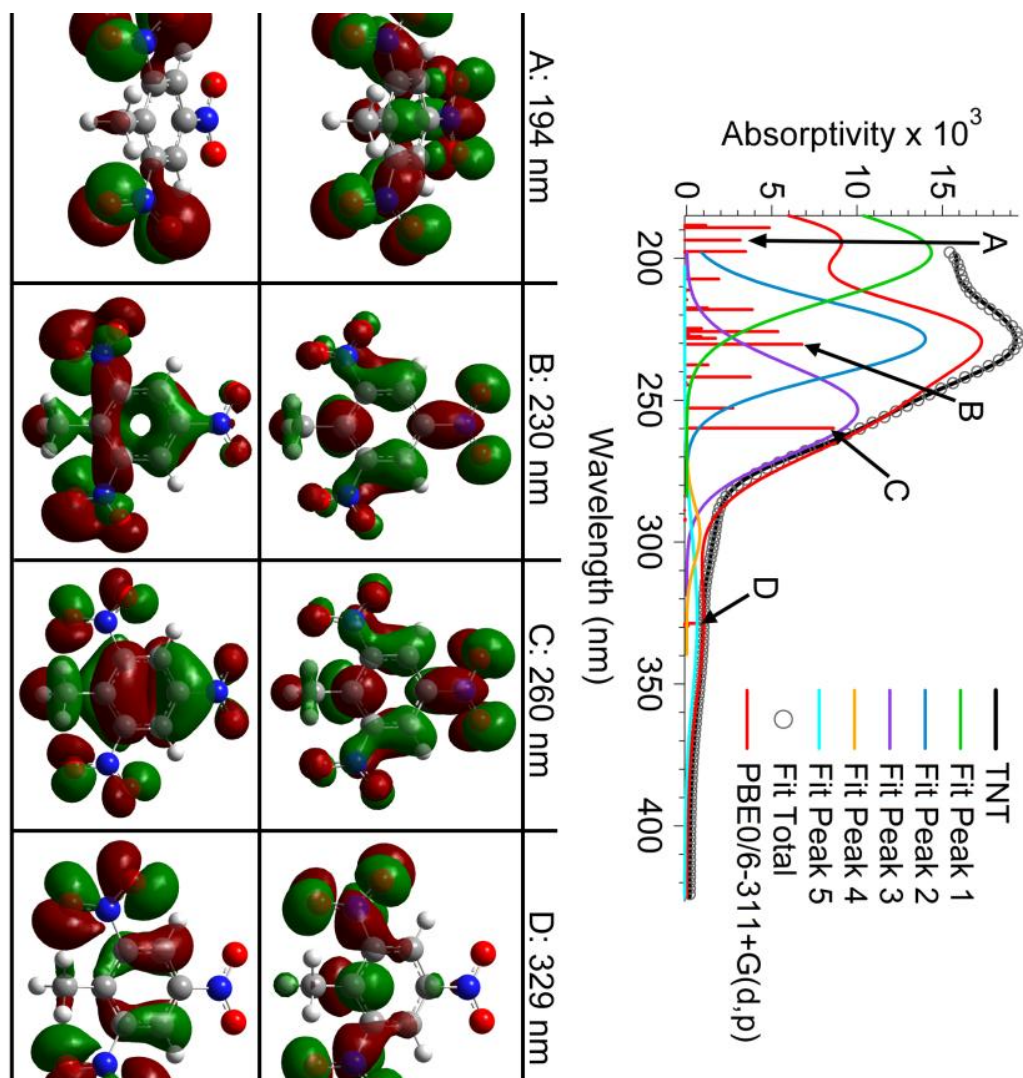 Absorptivity x 10³
0
5
10
15
200
250
300
350
400
Wavelength (nm)
A
B
C
D
TNT
Fit Peak 1
Fit Peak 2
Fit Peak 3
Fit Peak 4
Fit Peak 5
Fit Total
PBE0/6-311+G(d,p)
A: 194 nm
B: 230 nm
C: 260 nm
D: 329 nm